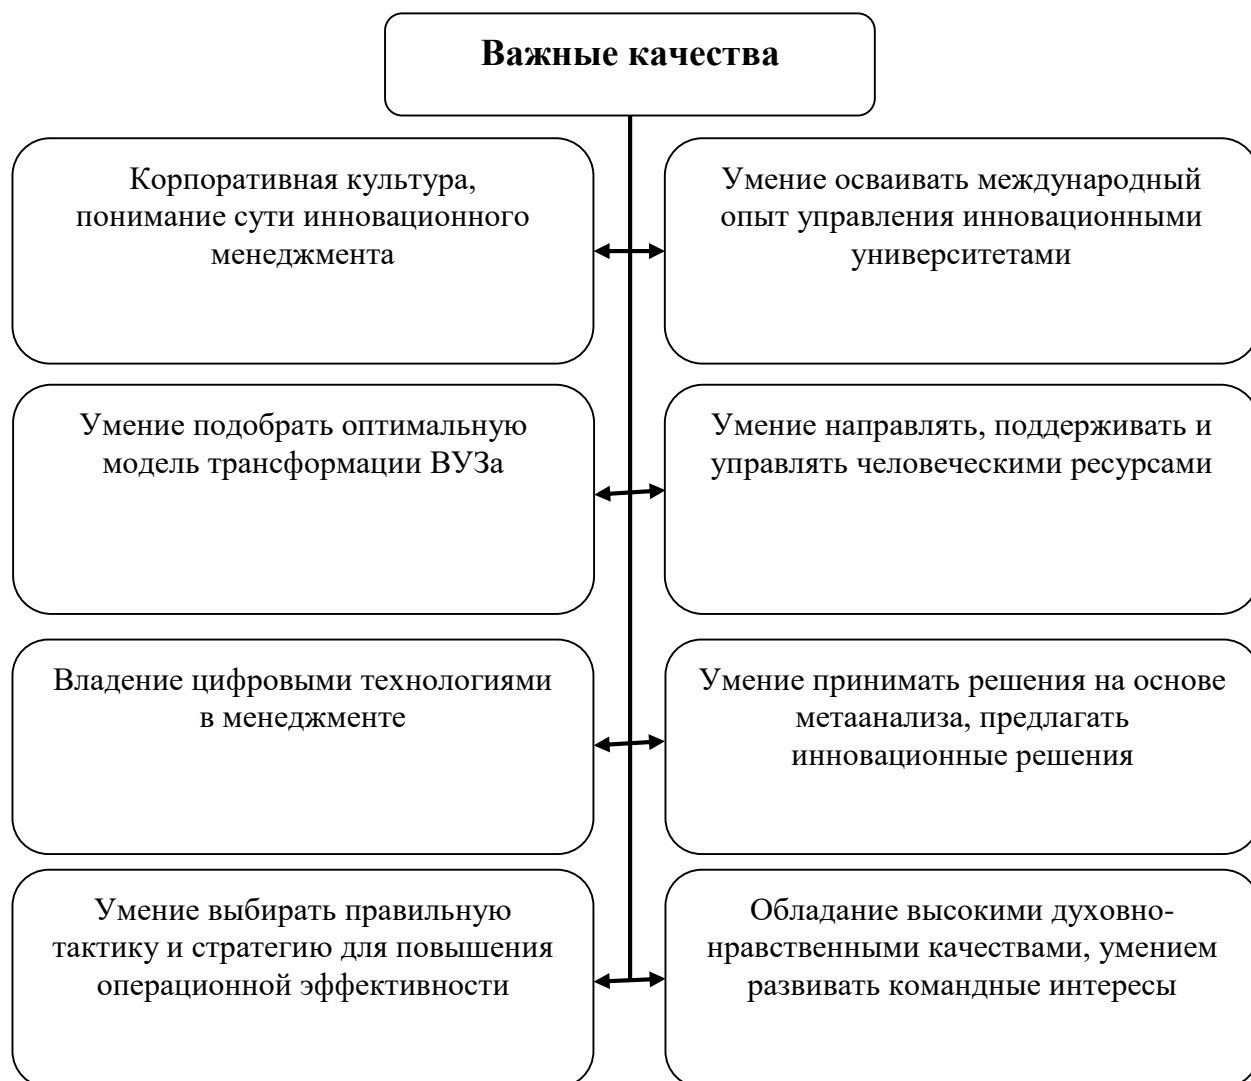 Важные качества
Корпоративная культура,
понимание сути инновационного
менеджмента
Умение осваивать международный
опыт управления инновационными
университетами
Умение подобрать оптимальную
модель трансформации ВУЗа
Умение направлять, поддерживать и
управлять человеческими ресурсами
Владение цифровыми технологиями
в менеджменте
Умение принимать решения на основе
метаанализа, предлагать
инновационные решения
Умение выбирать правильную
тактику и стратегию для повышения
операционной эффективности
Обладание высокими духовно-
нравственными качествами, умением
развивать командные интересы